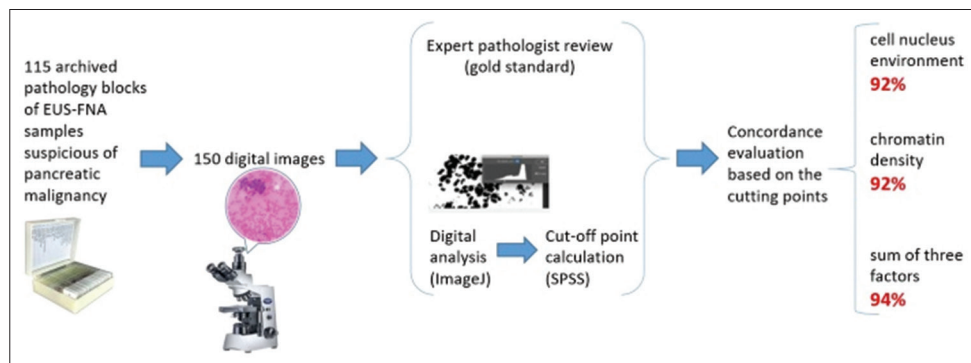 115 archived
pathology blocks
of EUS-FNA
samples
suspicious of
pancreatic
malignancy
150 digital images
Expert pathologist review
(gold standard)
Digital
analysis
(ImageJ)
Cut-off point
calculation
(SPSS)
Concordance
evaluation
based on the
cutting points
cell nucleus
environment
92%
chromatin
density
92%
sum of three
factors
94%